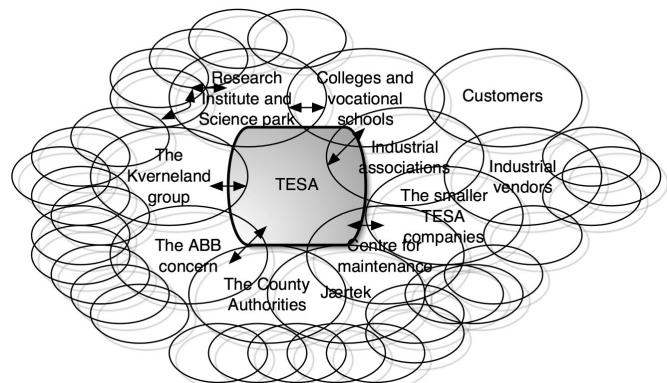 Research
Institute and
Science park
Colleges and
vocational
schools
Customers
Industrial
associations
Industrial
vendors
The
Kverneland
group
TESA
The smaller
TESA
companies
The ABB
concern
Centre for
maintenance
The County
Authorities
Jærtek